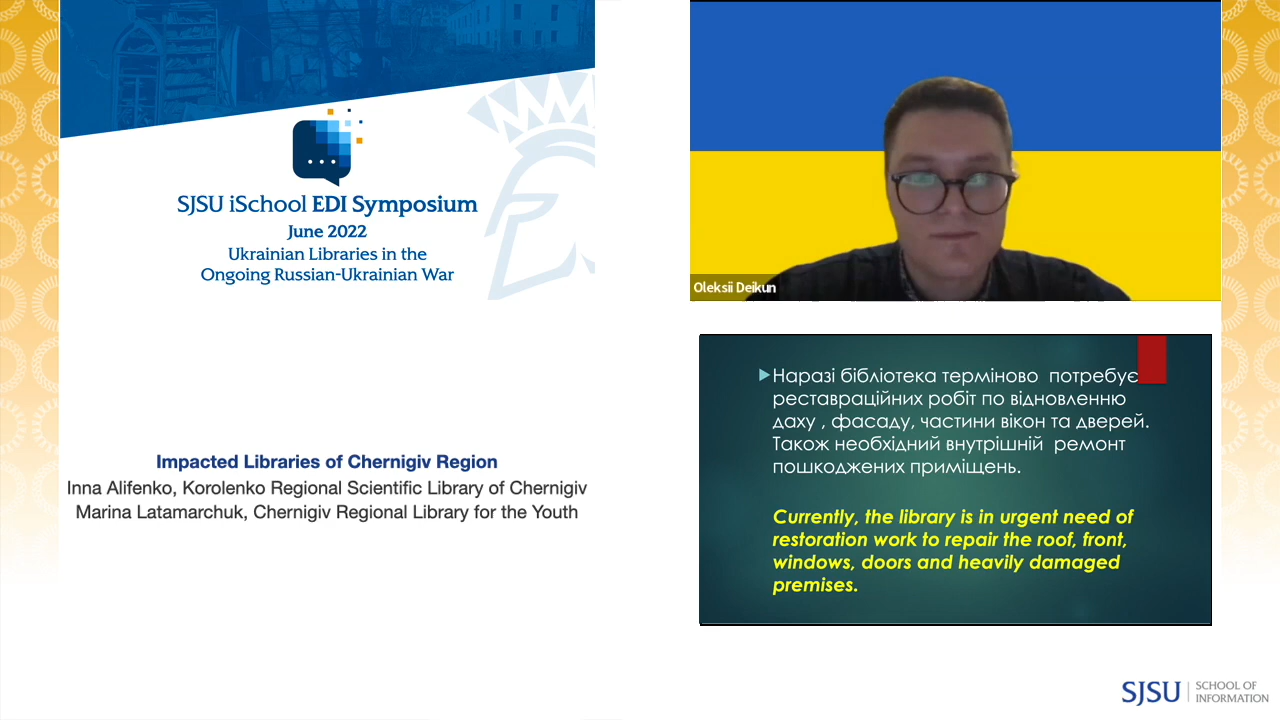 SJSU iSchool EDI Symposium
June 2022
Ukrainian Libraries in the
Ongoing Russian-Ukrainian War
Impacted Libraries of Chernigiv Region
Inna Alifenko, Korolenko Regional Scientific Library of Chernigiv
Marina Latamarchuk, Chernigiv Regional Library for the Youth
Oleksii Deikun
Наразі бібліотека терміново потребує
реставраційних робіт по відновленню
даху , фасаду, частини вікон та дверей.
Також необхідний внутрішній ремонт
пошкоджених приміщень.
Currently, the library is in urgent need of
restoration work to repair the roof, front,
windows, doors and heavily damaged
premises.
SJSU SCHOOL OF
INFORMATION